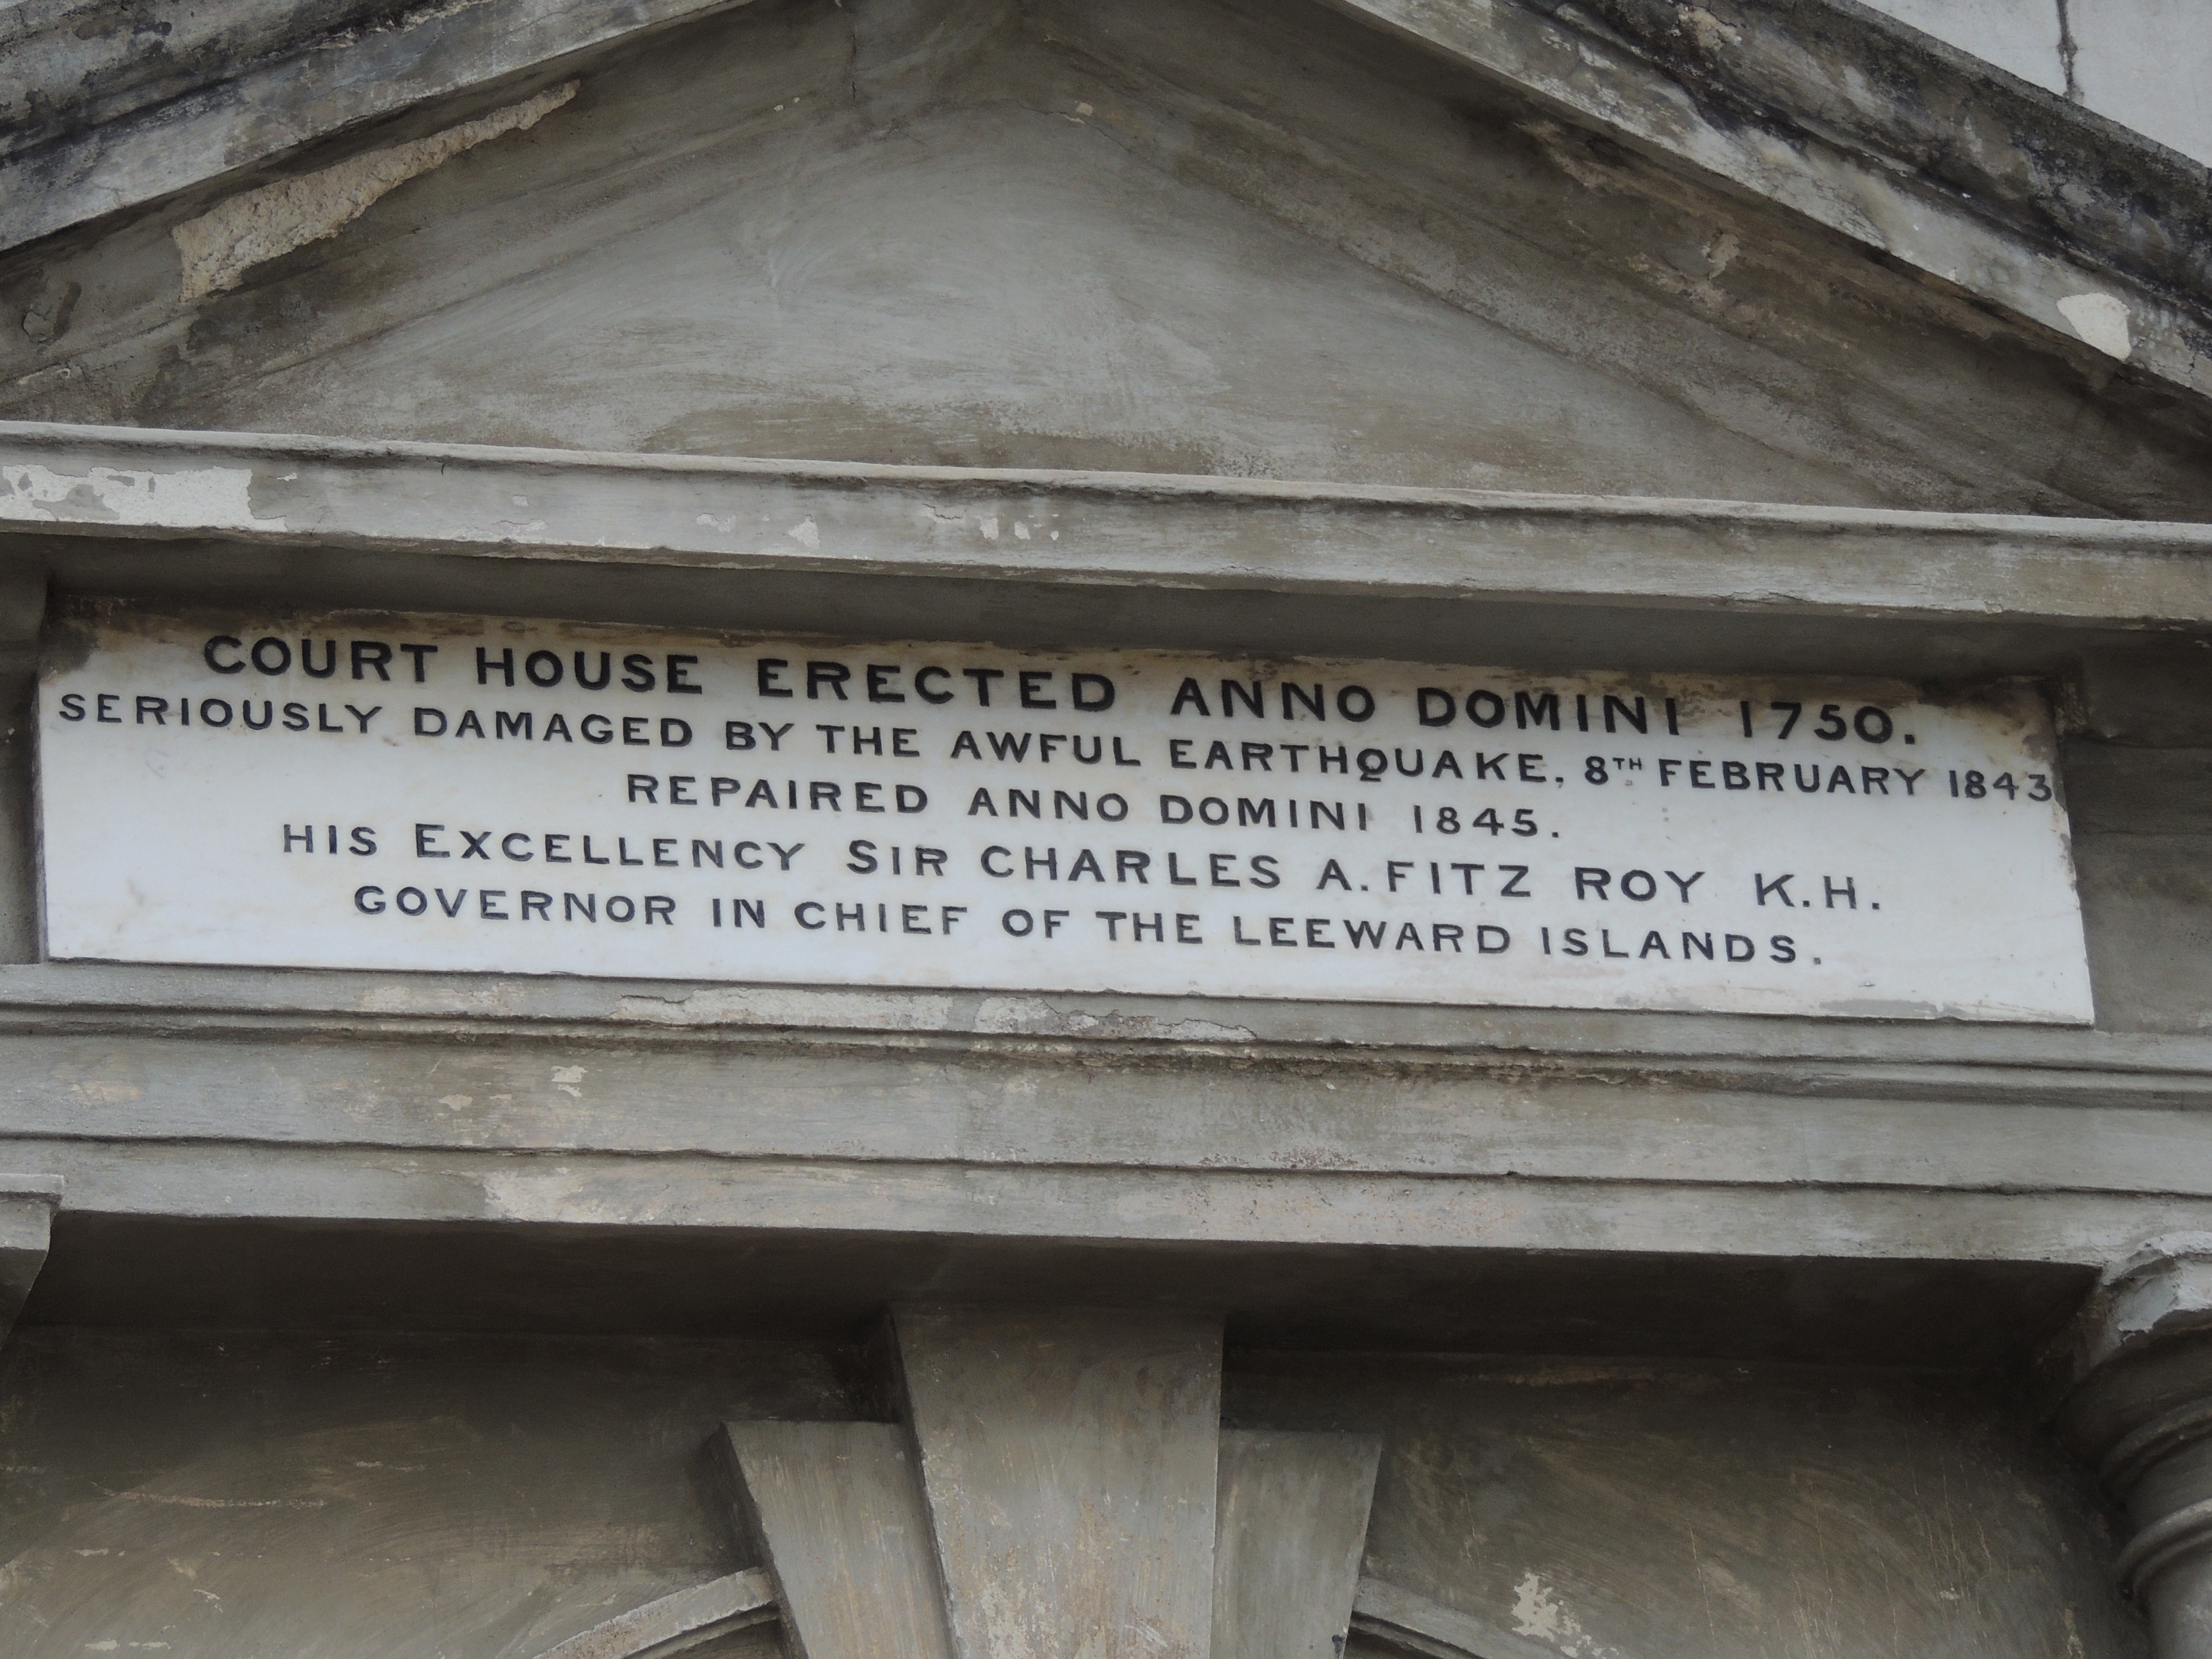 COURT HOUSE ERECTED ANNO DOMINI 1750.
SERIOUSLY DAMAGED BY THE AWFUL EARTHQUAKE, 8TH FEBRUARY 1843
REPAIRED ANNO DOMINI 1845.
HIS EXCELLENCY SIR CHARLES A. FITZ ROY K.H.
GOVERNOR IN CHIEF OF THE LEEWARD ISLANDS.